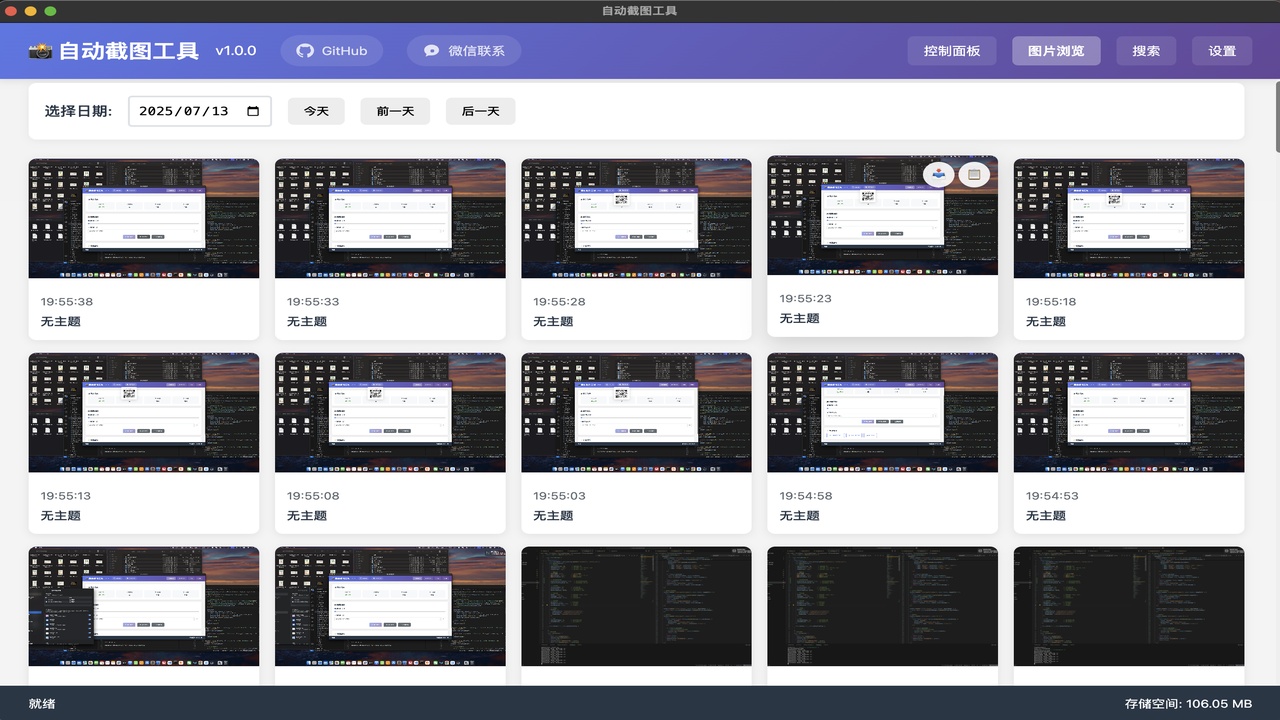 自动截图工具
自动截图工具 v1.0.0 GitHub 微信联系 控制面板 图片浏览 搜索 设置
选择日期: 2025/07/13 今天 前一天 后一天
19:55:38 19:55:33 19:55:28 19:55:23 19:55:18
无主题 无主题 无主题 无主题 无主题
19:55:13 19:55:08 19:55:03 19:54:58 19:54:53
无主题 无主题 无主题 无主题 无主题
就绪 存储空间: 106.05 MB